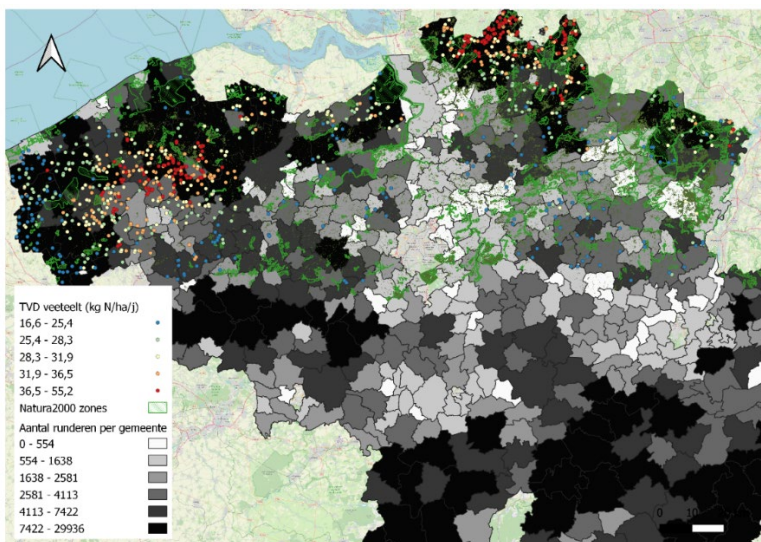 TVD veeteelt (kg N/ha/j)
16,6 - 25,4
25,4 - 28,3
28,3 - 31,9
31,9 - 36,5
36,5 - 55,2
Natura2000 zones
Aantal runderen per gemeente
0 - 554
554 - 1638
1638 - 2581
2581 - 4113
4113 - 7422
7422 - 29936
0